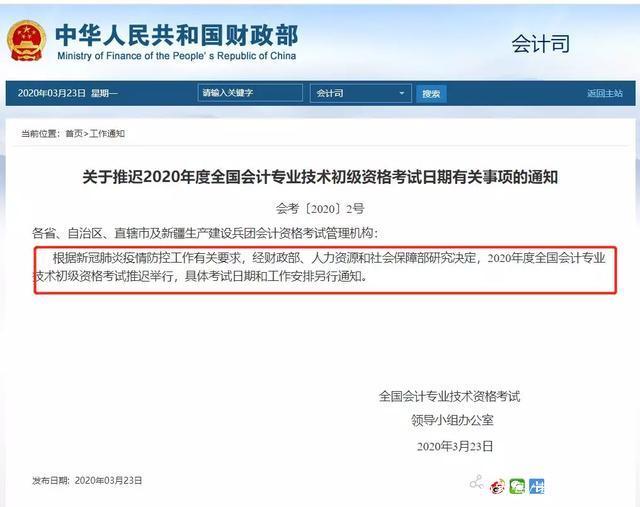 中华人民共和国财政部
Ministry of Finance of the People's Republic of China
会计司
2020年03月23日 星期一
请输入关键字
会计司
搜索
返回主站
当前位置：首页>工作通知
关于推迟2020年度全国会计专业技术初级资格考试日期有关事项的通知
会考〔2020〕2号
各省、自治区、直辖市及新疆生产建设兵团会计资格考试管理机构：
根据新冠肺炎疫情防控工作有关要求，经财政部、人力资源和社会保障部研究决定，2020年度全国会计专业
技术初级资格考试推迟举行，具体考试日期和工作安排另行通知。
全国会计专业技术资格考试
领导小组办公室
2020年3月23日
发布日期：2020年03月23日